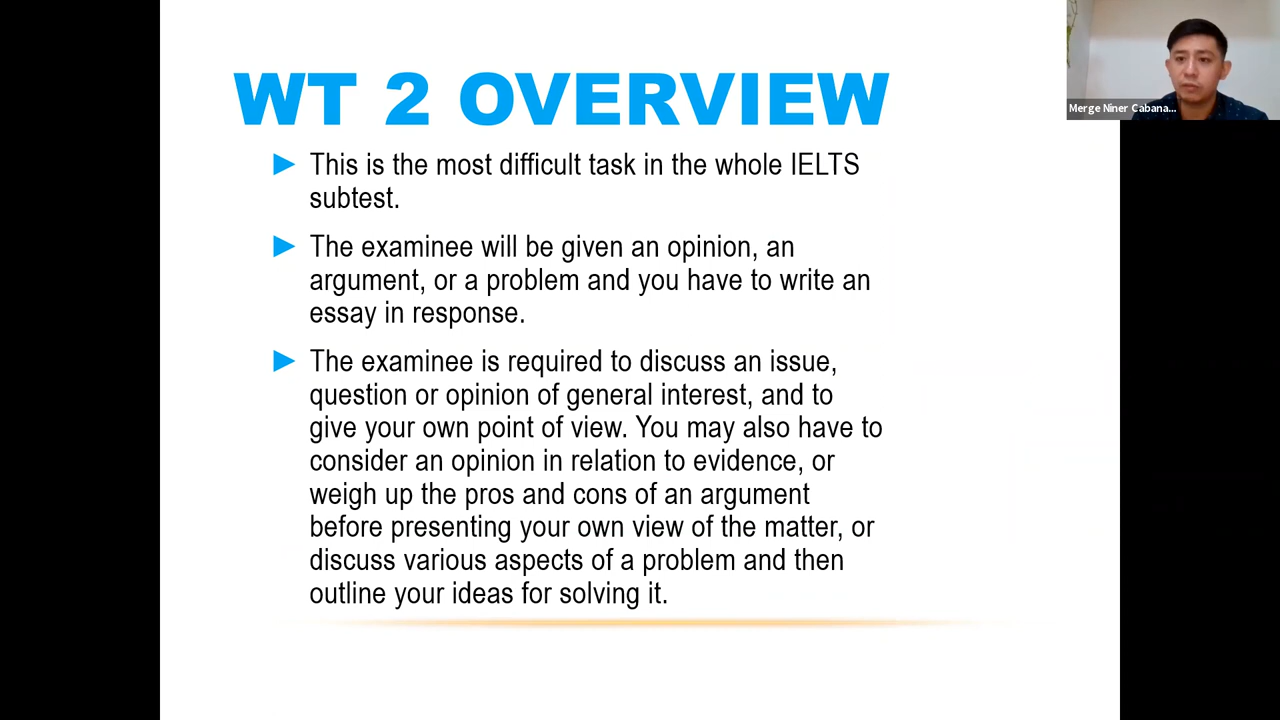 WT 2 OVERVIEW
This is the most difficult task in the whole IELTS
subtest.
The examinee will be given an opinion, an
argument, or a problem and you have to write an
essay in response.
The examinee is required to discuss an issue,
question or opinion of general interest, and to
give your own point of view. You may also have to
consider an opinion in relation to evidence, or
weigh up the pros and cons of an argument
before presenting your own view of the matter, or
discuss various aspects of a problem and then
outline your ideas for solving it.
Merge Niner Cabana...